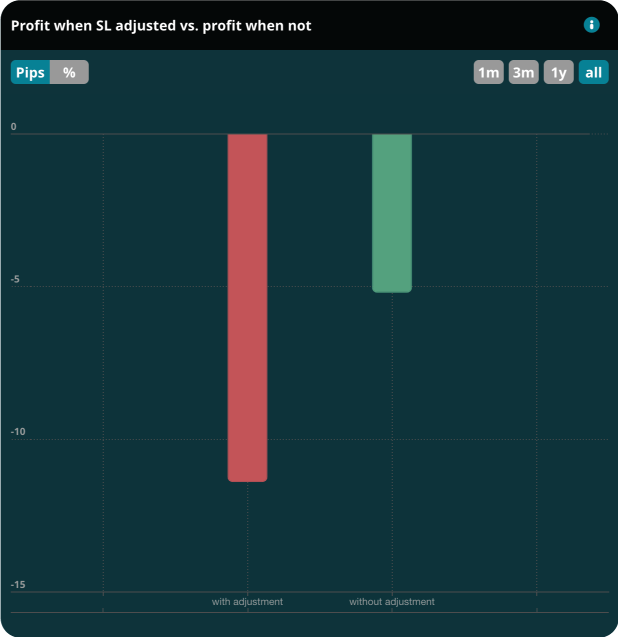 Profit when SL adjusted vs. profit when not
Pips % 1m 3m 1y all
0
-5
-10
-15
with adjustment without adjustment